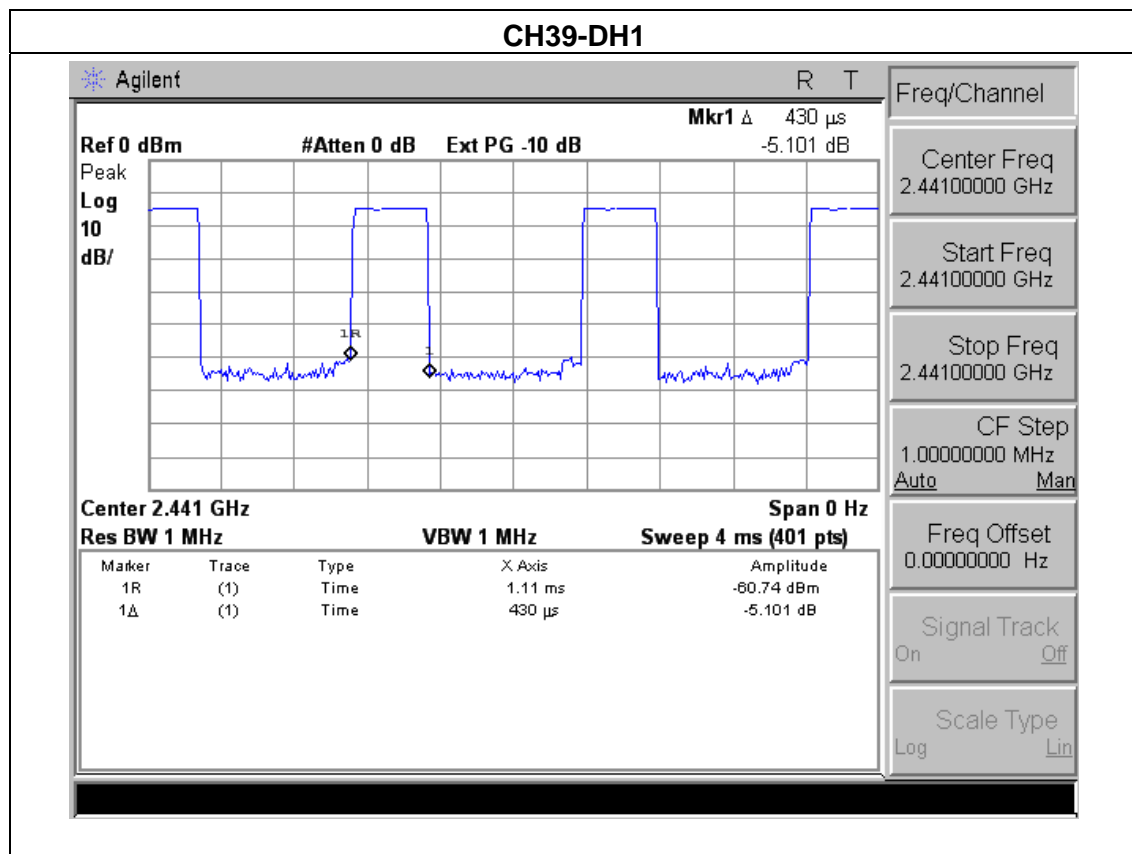 CH39-DH1
Agilent R T
Mkr1 Δ 430 µs
Ref 0 dBm #Atten 0 dB Ext PG -10 dB -5.101 dB
Peak
Log
10
dB/
1R
1
Center 2.441 GHz Span 0 Hz
Res BW 1 MHz VBW 1 MHz Sweep 4 ms (401 pts)
Marker Trace Type X Axis Amplitude
1R (1) Time 1.11 ms -60.74 dBm
1Δ (1) Time 430 µs -5.101 dB
Freq/Channel
Center Freq
2.44100000 GHz
Start Freq
2.44100000 GHz
Stop Freq
2.44100000 GHz
CF Step
1.00000000 MHz
Auto Man
Freq Offset
0.00000000 Hz
Signal Track
On Off
Scale Type
Log Lin